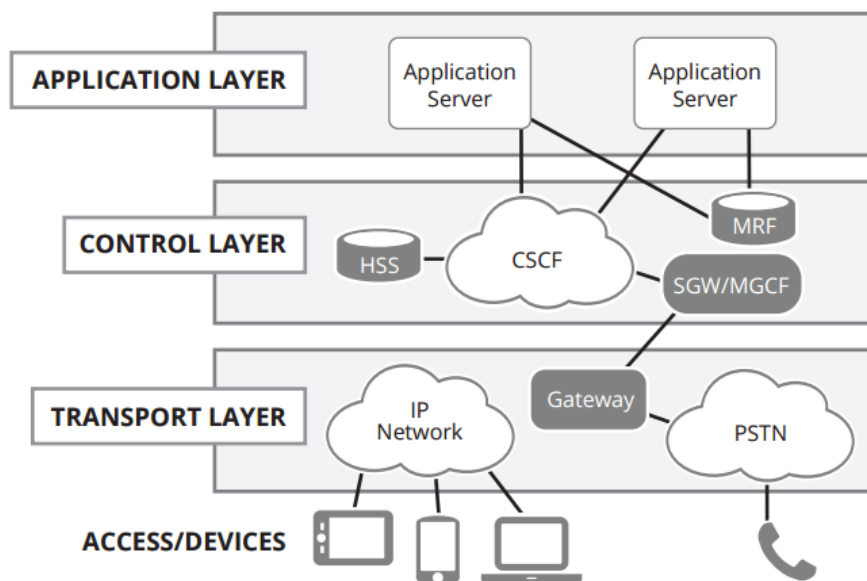 APPLICATION LAYER
Application
Server
Application
Server
CONTROL LAYER
HSS
CSCF
MRF
SGW/MGCF
TRANSPORT LAYER
IP
Network
Gateway
PSTN
ACCESS/DEVICES